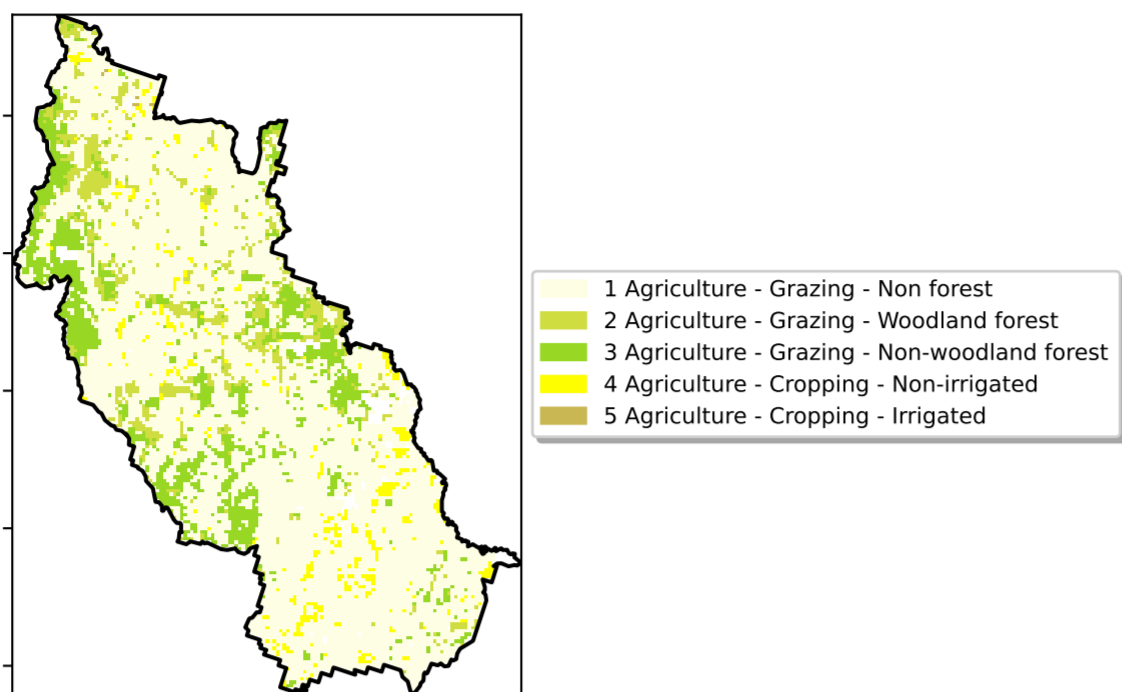 1 Agriculture - Grazing - Non forest
2 Agriculture - Grazing - Woodland forest
3 Agriculture - Grazing - Non-woodland forest
4 Agriculture - Cropping - Non-irrigated
5 Agriculture - Cropping - Irrigated